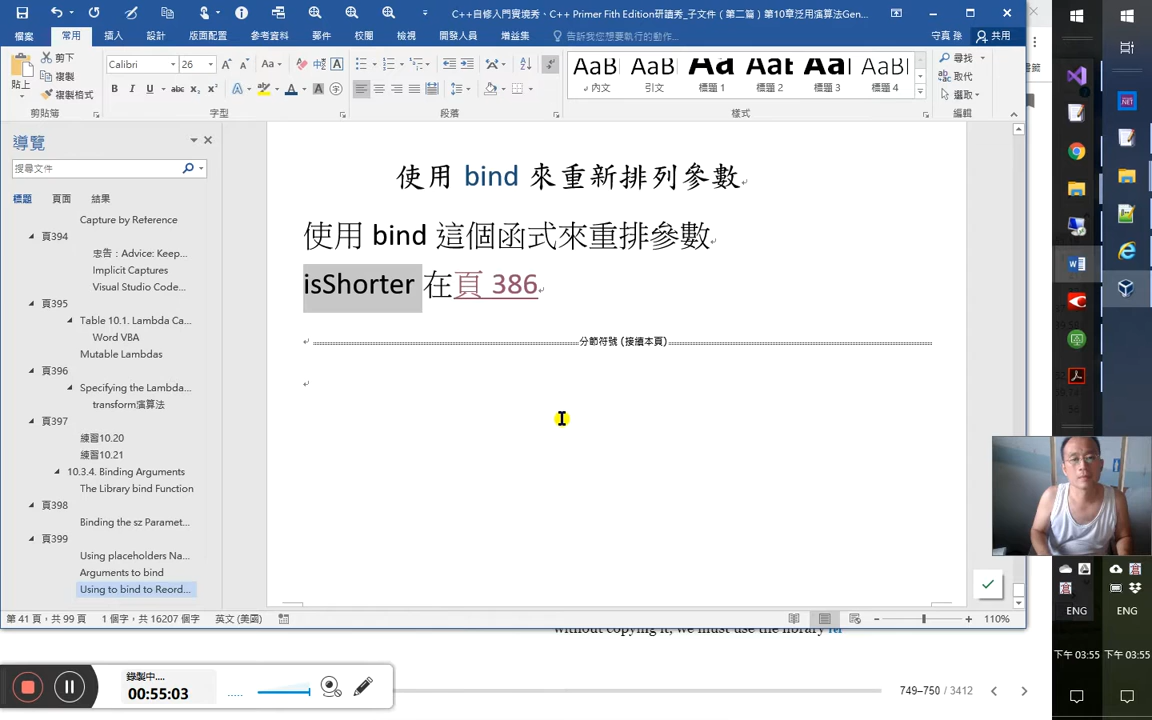 C++自修入門實境秀、C++ Primer Fith Edition研讀秀_子文件（第二篇）第10章泛用演算法Gen...
檔案 常用 插入 設計 版面配置 參考資料 郵件 校閱 檢視 開發人員 增益集 告訴我您想要執行的動作... 守真 孫 共用
貼上 剪下 複製 複製格式
Calibri 26
AaB AaB Aa AaB AaI AaB(
內文 引文 標題 1 標題 2 標題 3 標題 4
尋找 取代 選取
剪貼簿 字型 段落 樣式 編輯
導覽
搜尋文件
標題 頁面 結果
Capture by Reference
頁394
忠告：Advice: Keep...
Implicit Captures
Visual Studio Code...
頁395
Table 10.1. Lambda Ca...
Word VBA
Mutable Lambdas
頁396
Specifying the Lambda...
transform演算法
頁397
練習10.20
練習10.21
10.3.4. Binding Arguments
The Library bind Function
頁398
Binding the sz Paramet...
頁399
Using placeholders Na...
Arguments to bind
Using to bind to Reord...
使用 bind 來重新排列參數
使用 bind 這個函式來重排參數
isShorter 在頁 386
分節符號 (接續本頁)
第 41 頁，共 99 頁 1 個字，共 16207 個字 英文 (美國) 110%
without copying it, we must use the library
錄製中....
00:55:03
749–750 / 3412
ENG ENG
下午 03:55 下午 03:55